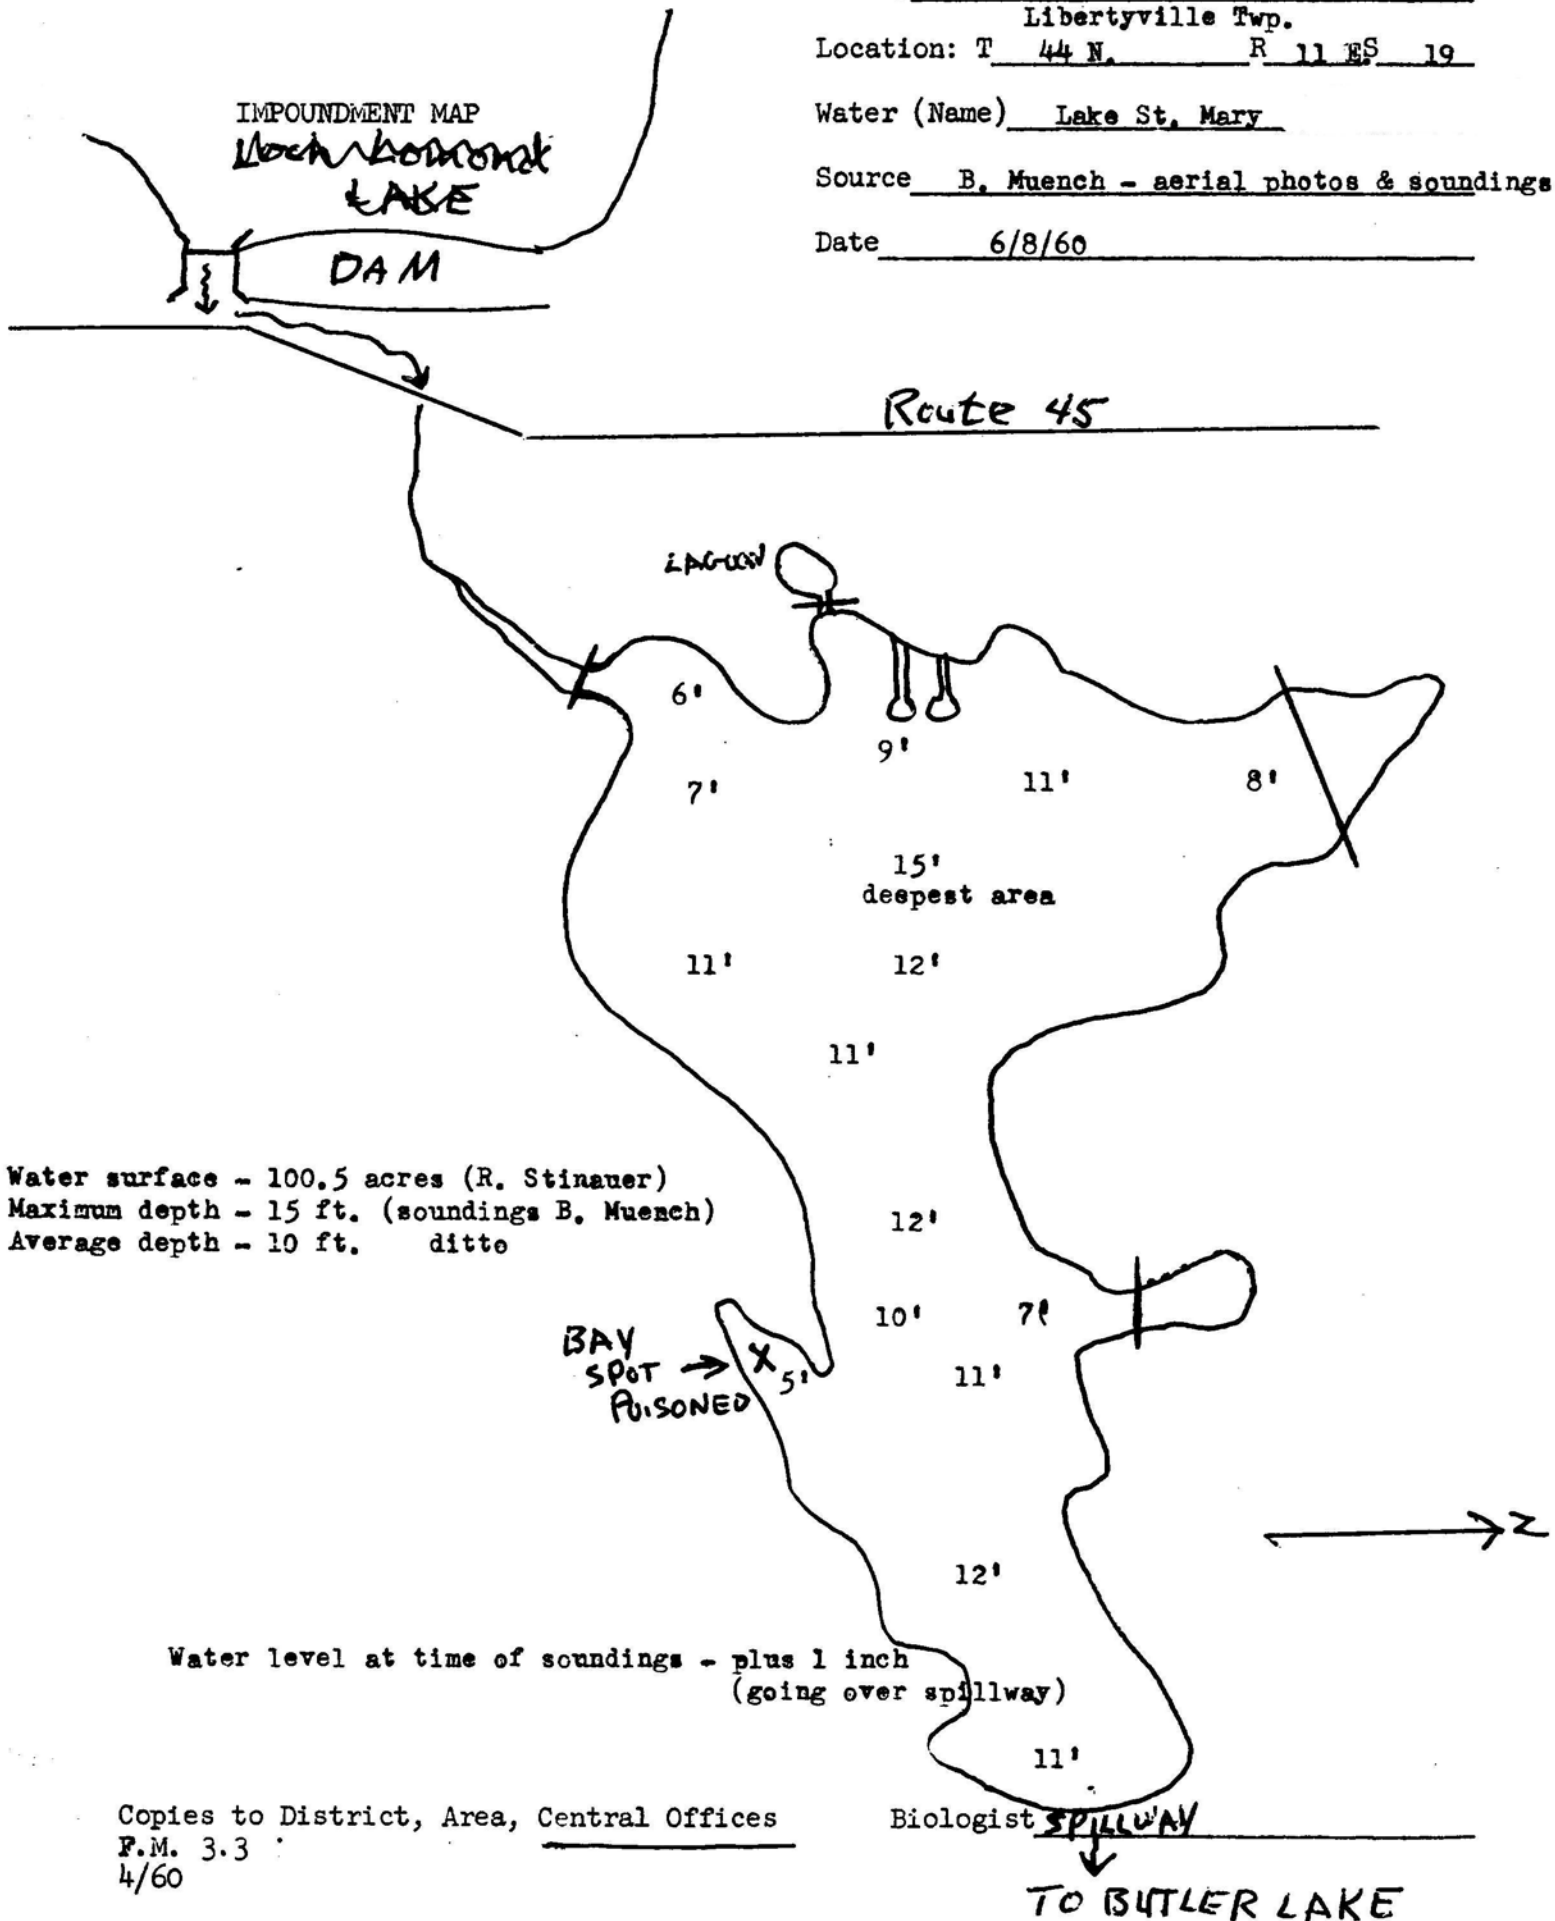 Libertyville Twp.
Location: T 44 N. R 11 E. S 19
IMPOUNDMENT MAP
Water (Name) Lake St. Mary
Loch Lomond
LAKE
Source B. Muench - aerial photos & soundings
Date 6/8/60
DAM
Route 45
LAGOON
6'
9'
7'
11'
8'
15'
deepest area
11'
12'
11'
Water surface - 100.5 acres (R. Stinauer)
Maximum depth - 15 ft. (soundings B. Muench)
Average depth - 10 ft. ditto
12'
10'
7'
BAY
SPOT
POISONED
X
5'
11'
N
12'
Water level at time of soundings - plus 1 inch
(going over spillway)
11'
Copies to District, Area, Central Offices
F.M. 3.3
4/60
Biologist SPILLWAY
TO BUTLER LAKE